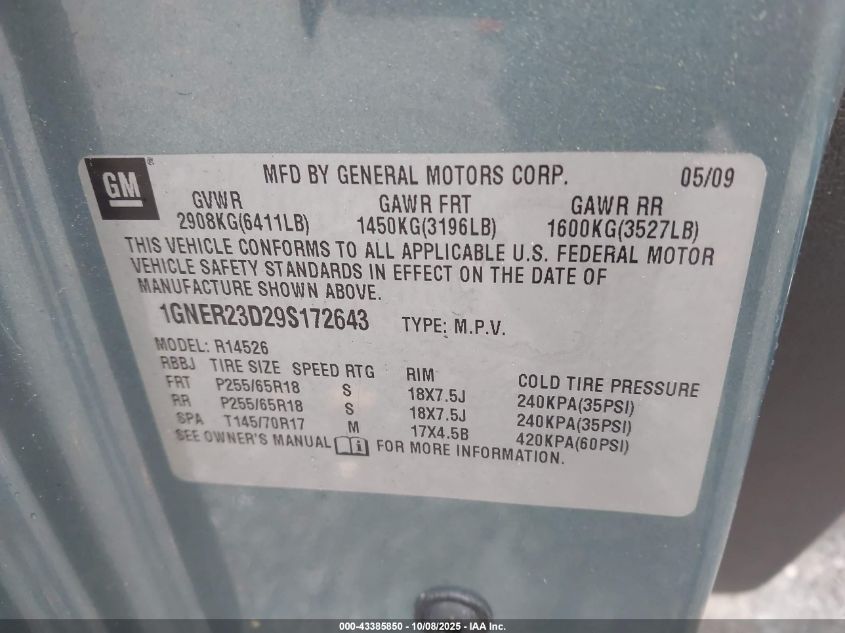 GM ®
MFD BY GENERAL MOTORS CORP. 05/09
GVWR GAWR FRT GAWR RR
2908KG(6411LB) 1450KG(3196LB) 1600KG(3527LB)
THIS VEHICLE CONFORMS TO ALL APPLICABLE U.S. FEDERAL MOTOR
VEHICLE SAFETY STANDARDS IN EFFECT ON THE DATE OF
MANUFACTURE SHOWN ABOVE.
1GNER23D29S172643 TYPE: M.P.V.
MODEL: R14526
RBBJ TIRE SIZE SPEED RTG RIM COLD TIRE PRESSURE
FRT P255/65R18 S 18X7.5J 240KPA(35PSI)
RR P255/65R18 S 18X7.5J 240KPA(35PSI)
SPA T145/70R17 M 17X4.5B 420KPA(60PSI)
SEE OWNER'S MANUAL FOR MORE INFORMATION.
000-43385850 - 10/08/2025 - IAA Inc.